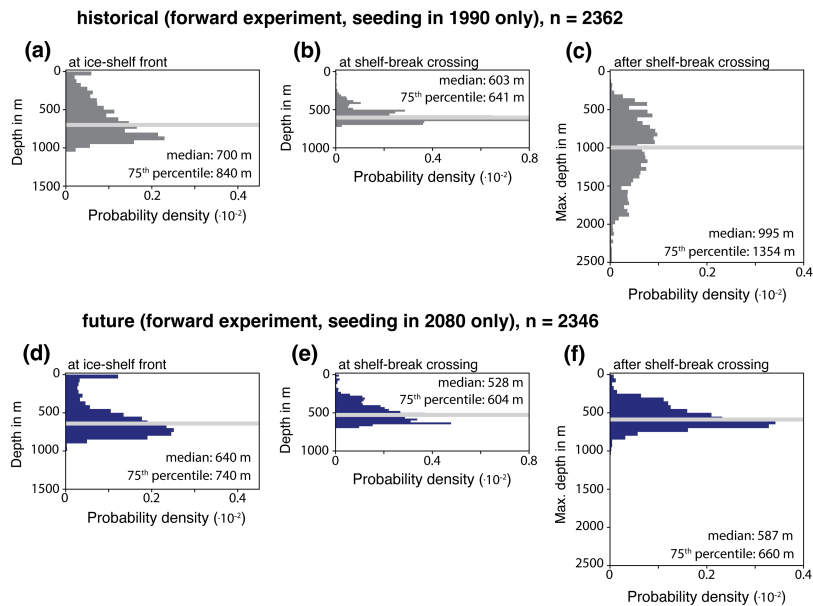 historical (forward experiment, seeding in 1990 only), n = 2362
(a)
at ice-shelf front
0
500
1000
1500
Depth in m
median: 700 m
75th percentile: 840 m
0
0.2
0.4
Probability density (·10-2)
(b)
at shelf-break crossing
0
500
1000
Depth in m
median: 603 m
75th percentile: 641 m
0
0.4
0.8
Probability density (·10-2)
(c)
after shelf-break crossing
0
500
1000
1500
2000
2500
Max. depth in m
median: 995 m
75th percentile: 1354 m
0
0.2
0.4
Probability density (·10-2)
future (forward experiment, seeding in 2080 only), n = 2346
(d)
at ice-shelf front
0
500
1000
1500
Depth in m
median: 640 m
75th percentile: 740 m
0
0.2
0.4
Probability density (·10-2)
(e)
at shelf-break crossing
0
500
1000
Depth in m
median: 528 m
75th percentile: 604 m
0
0.4
0.8
Probability density (·10-2)
(f)
after shelf-break crossing
0
500
1000
1500
2000
2500
Max. depth in m
median: 587 m
75th percentile: 660 m
0
0.2
0.4
Probability density (·10-2)